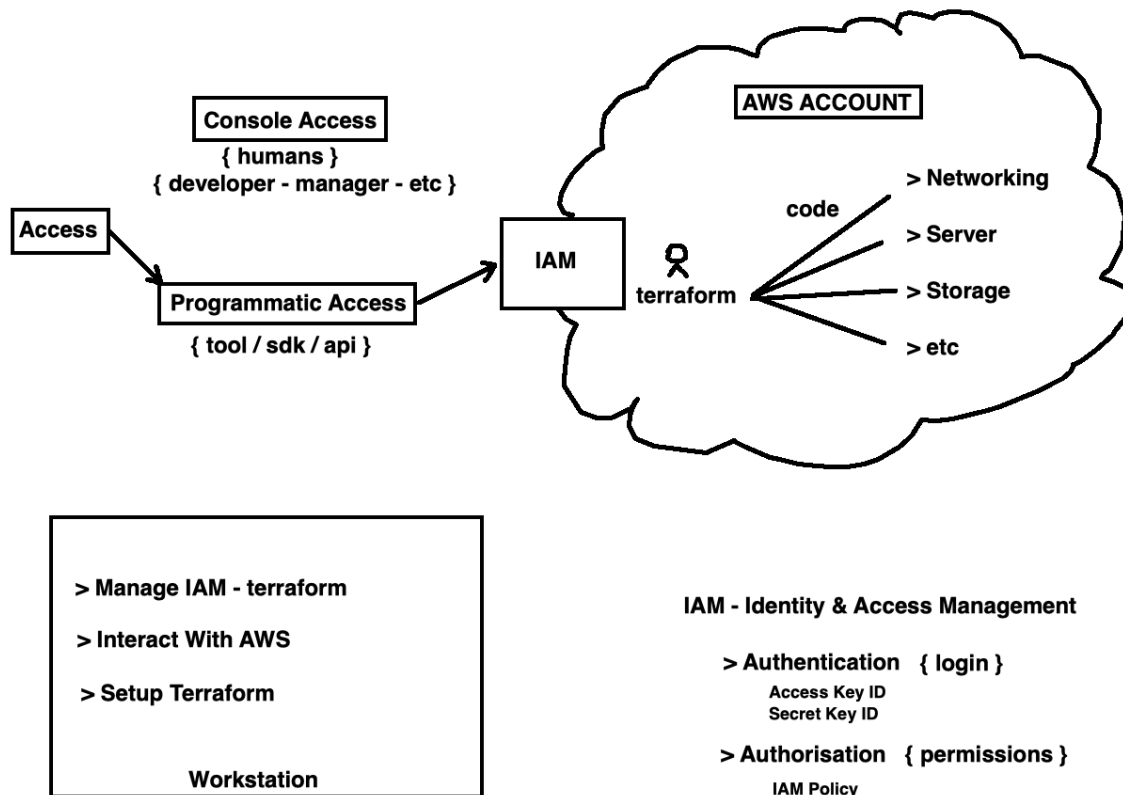 AWS ACCOUNT
Console Access
{ humans }
{ developer - manager - etc }
Access
Programmatic Access
{ tool / sdk / api }
IAM
terraform
code
> Networking
> Server
> Storage
> etc
> Manage IAM - terraform
> Interact With AWS
> Setup Terraform
Workstation
IAM - Identity & Access Management
> Authentication { login }
Access Key ID
Secret Key ID
> Authorisation { permissions }
IAM Policy